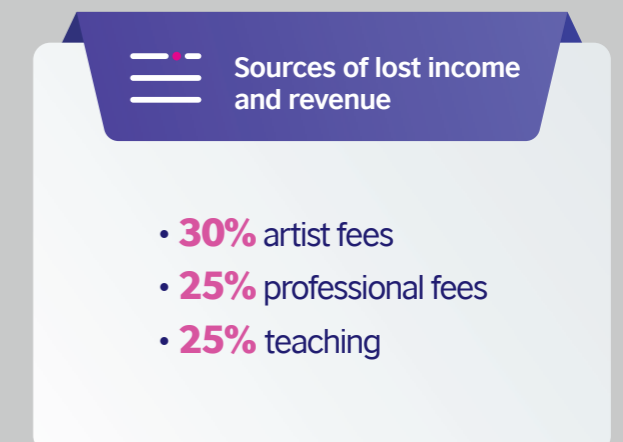 Sources of lost income
and revenue
• 30% artist fees
• 25% professional fees
• 25% teaching